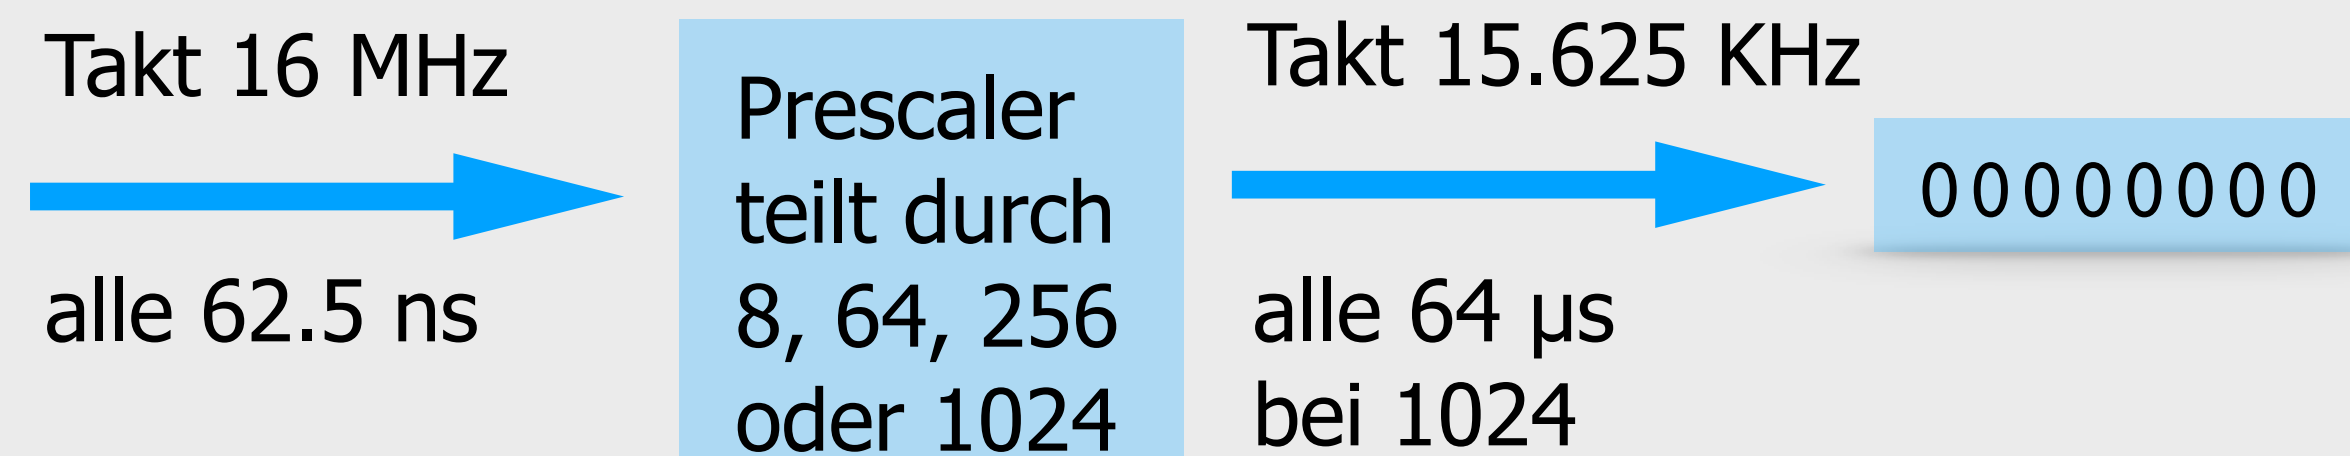 Takt 16 MHz
alle 62.5 ns
Prescaler
teilt durch
8, 64, 256
oder 1024
Takt 15.625 KHz
alle 64 µs
bei 1024
00000000